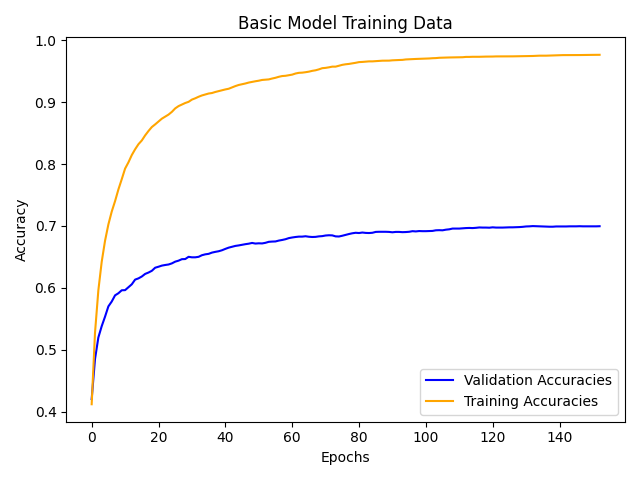 Basic Model Training Data
1.0
0.9
0.8
0.7
0.6
0.5
0.4
Accuracy
0 20 40 60 80 100 120 140
Epochs
Validation Accuracies
Training Accuracies